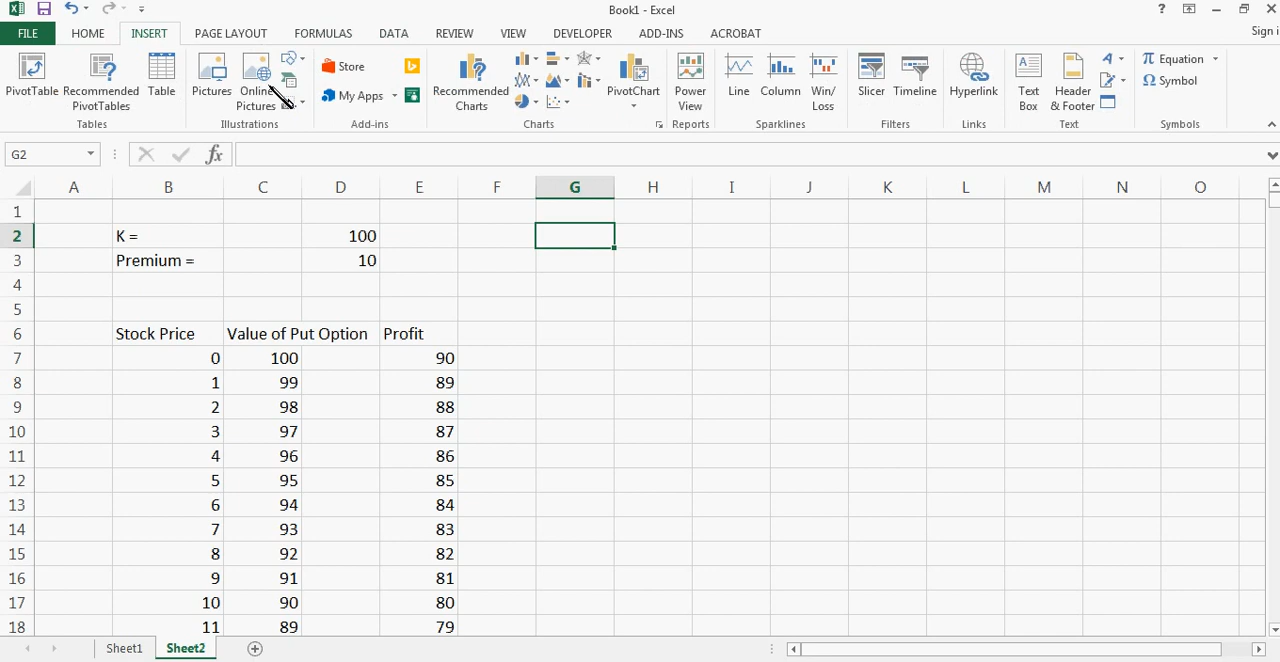 Book1 - Excel
?
FILE HOME INSERT PAGE LAYOUT FORMULAS DATA REVIEW VIEW DEVELOPER ADD-INS ACROBAT Sign i
PivotTable Recommended PivotTables Table Pictures Online Pictures Store My Apps Recommended Charts PivotChart Power View Line Column Win/Loss Slicer Timeline Hyperlink Text Box Header & Footer Equation Symbol
Tables Illustrations Add-ins Charts Reports Sparklines Filters Links Text Symbols
G2 fx
A B C D E F G H I J K L M N O
1
2 K = 100
3 Premium = 10
4
5
6 Stock Price Value of Put Option Profit
7 0 100 90
8 1 99 89
9 2 98 88
10 3 97 87
11 4 96 86
12 5 95 85
13 6 94 84
14 7 93 83
15 8 92 82
16 9 91 81
17 10 90 80
18 11 89 79
Sheet1 Sheet2